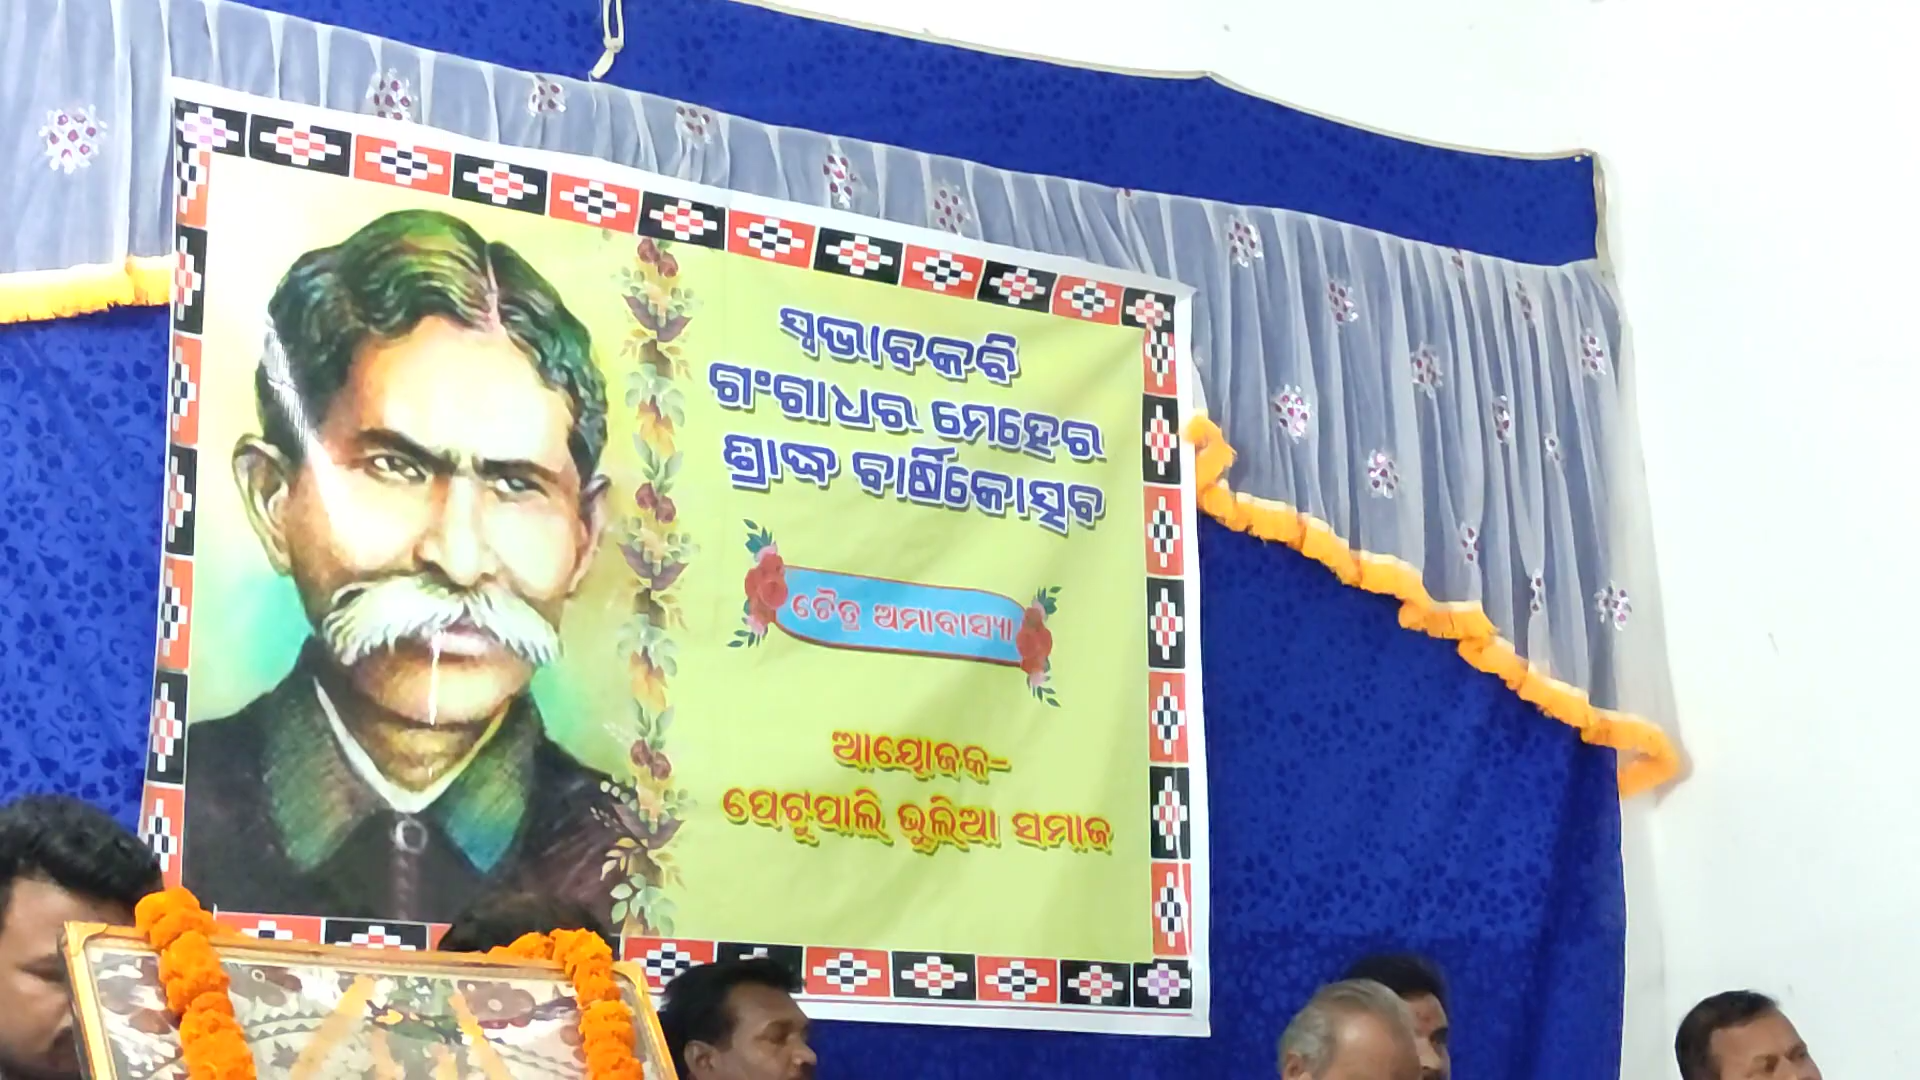 ସ୍ୱଭାବକବି
ଗଂଗାଧର ମେହେର
ଶ୍ରାଦ୍ଧ ବାର୍ଷିକୋତ୍ସବ
ଚୈତ୍ର ଅମାବାସ୍ୟା
ଆୟୋଜକ-
ପେଟୁପାଲି ଭୁଲିଆ ସମାଜ